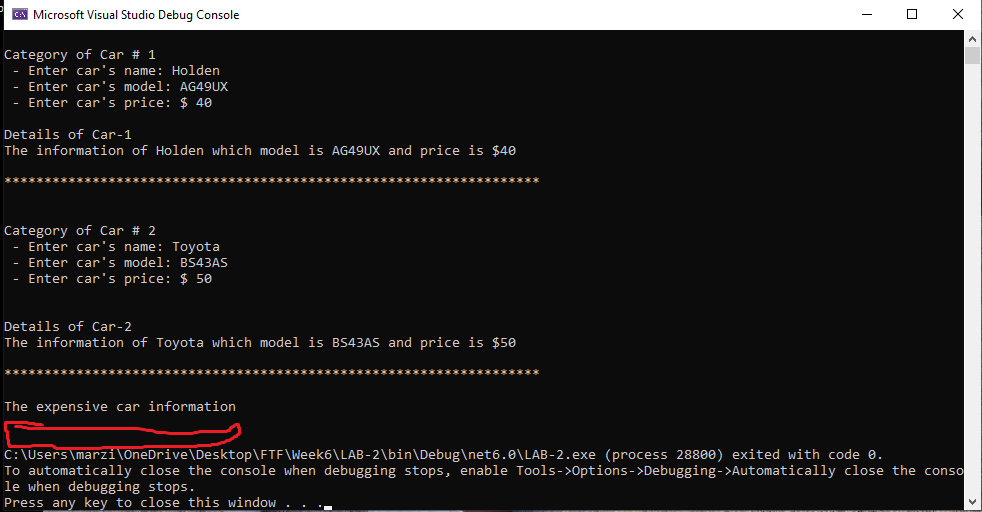 Microsoft Visual Studio Debug Console
Category of Car # 1
- Enter car's name: Holden
- Enter car's model: AG49UX
- Enter car's price: $ 40
Details of Car-1
The information of Holden which model is AG49UX and price is $40
*******************************************************************
Category of Car # 2
- Enter car's name: Toyota
- Enter car's model: BS43AS
- Enter car's price: $ 50
Details of Car-2
The information of Toyota which model is BS43AS and price is $50
*******************************************************************
The expensive car information
C:\Users\marzi\OneDrive\Desktop\FTF\Week6\LAB-2\bin\Debug\net6.0\LAB-2.exe (process 28800) exited with code 0.
To automatically close the console when debugging stops, enable Tools->Options->Debugging->Automatically close the conso
le when debugging stops.
Press any key to close this window . . .